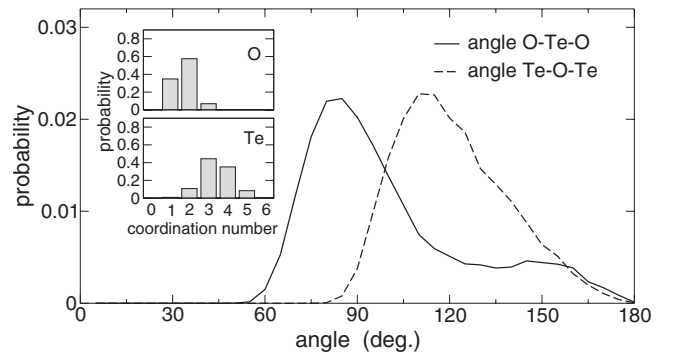 0.03
0.02
0.01
0
probability
0.8
0.6
0.4
0.2
0
O
0.8
0.6
0.4
0.2
0
Te
probability
0 1 2 3 4 5 6
coordination number
angle O-Te-O
angle Te-O-Te
0 30 60 90 120 150 180
angle (deg.)